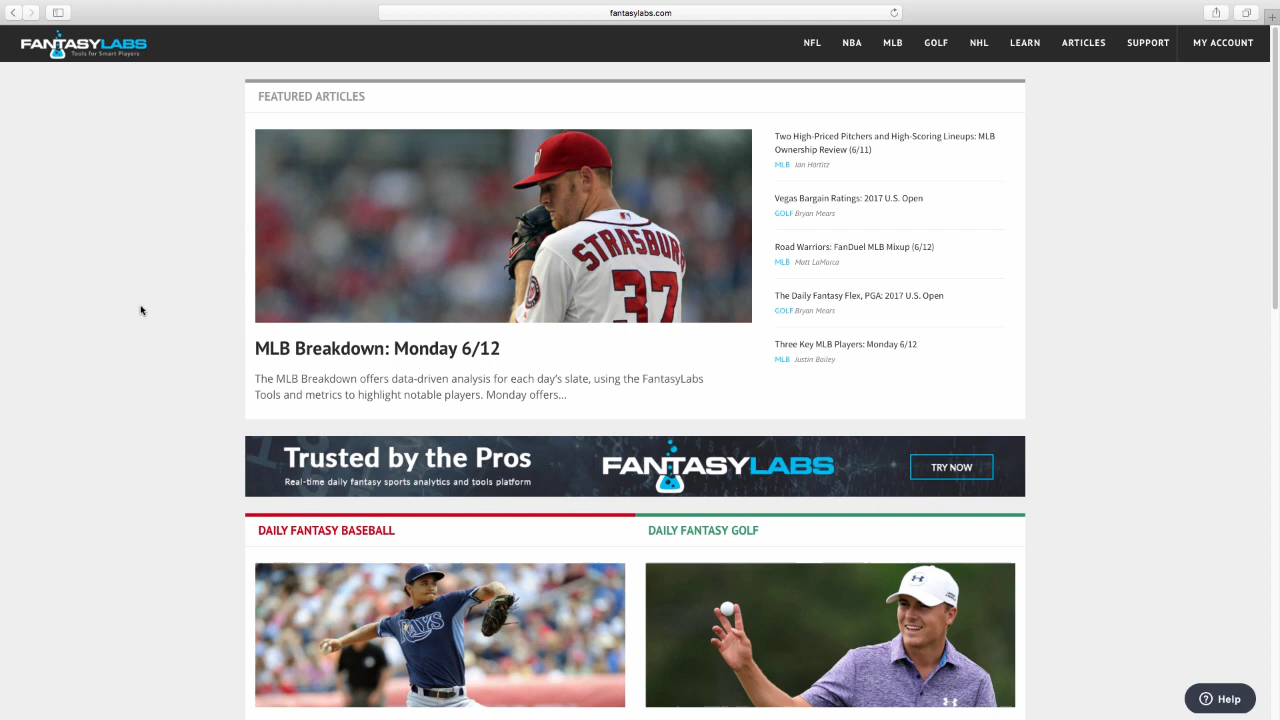 fantasylabs.com
FANTASYLABS
Tools for Smart Players
NFL NBA MLB GOLF NHL LEARN ARTICLES SUPPORT MY ACCOUNT
FEATURED ARTICLES
STRASBURG
37
MLB Breakdown: Monday 6/12
The MLB Breakdown offers data-driven analysis for each day's slate, using the FantasyLabs
Tools and metrics to highlight notable players. Monday offers...
Two High-Priced Pitchers and High-Scoring Lineups: MLB
Ownership Review (6/11)
MLB Ian Hartitz
Vegas Bargain Ratings: 2017 U.S. Open
GOLF Bryan Mears
Road Warriors: FanDuel MLB Mixup (6/12)
MLB Matt LaMarca
The Daily Fantasy Flex, PGA: 2017 U.S. Open
GOLF Bryan Mears
Three Key MLB Players: Monday 6/12
MLB Justin Bailey
Trusted by the Pros
Real-time daily fantasy sports analytics and tools platform
FANTASYLABS
TRY NOW
DAILY FANTASY BASEBALL
DAILY FANTASY GOLF
RAYS
Help